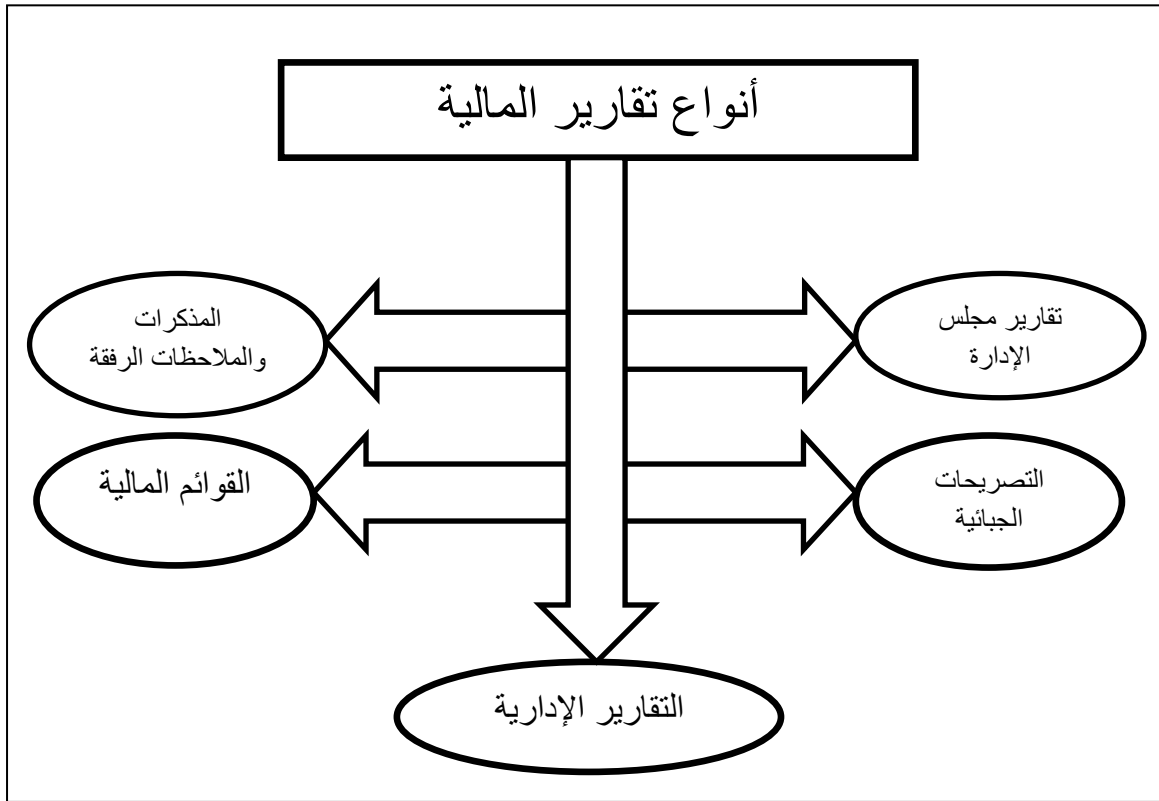 أنواع تقارير المالية
تقارير مجلس
الإدارة
المذكرات
والملاحظات الرفقة
التصريحات
الجبائية
القوائم المالية
التقارير الإدارية